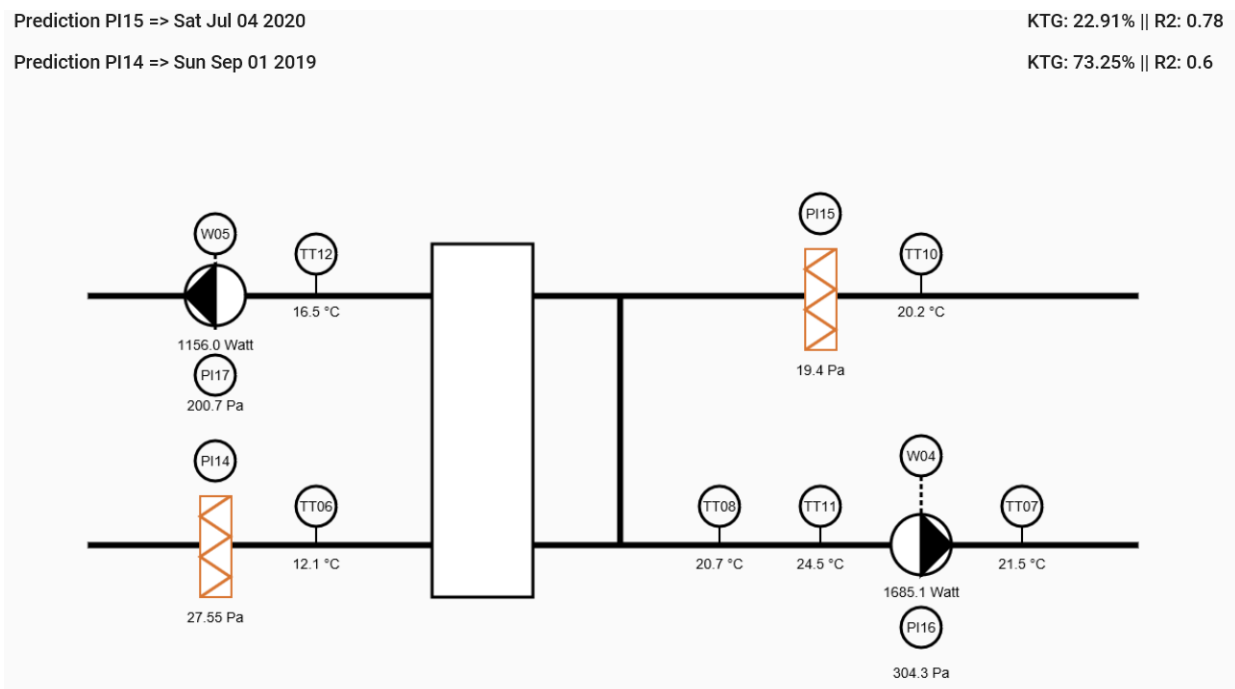 Prediction PI15 => Sat Jul 04 2020 KTG: 22.91% || R2: 0.78
Prediction PI14 => Sun Sep 01 2019 KTG: 73.25% || R2: 0.6
PI15
W05
TT12
TT10
16.5 °C
20.2 °C
1156.0 Watt
19.4 Pa
PI17
200.7 Pa
W04
PI14
TT06
TT08
TT11
TT07
12.1 °C
20.7 °C
24.5 °C
21.5 °C
1685.1 Watt
27.55 Pa
PI16
304.3 Pa